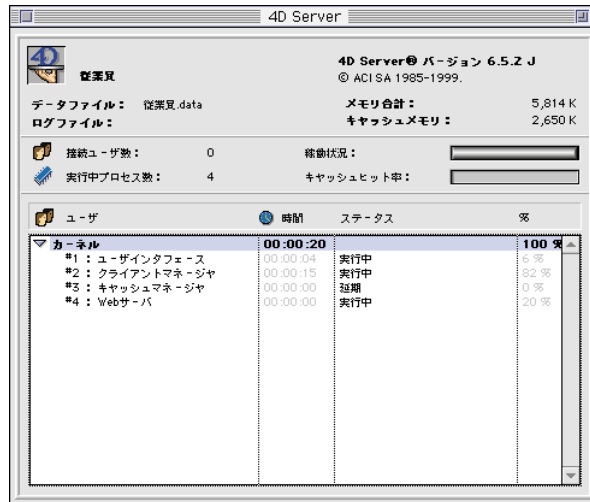 4D Server
4D
従業員
4D Server® バージョン 6.5.2 J
© ACI SA 1985-1999.
データファイル： 従業員.data
ログファイル：
メモリ合計： 5,814 K
キャッシュメモリ： 2,650 K
接続ユーザ数： 0
稼働状況：
実行中プロセス数： 4
キャッシュヒット率：
ユーザ 時間 ステータス %
カーネル 00:00:20 100 %
#1：ユーザインタフェース 00:00:04 実行中 6 %
#2：クライアントマネージャ 00:00:15 実行中 82 %
#3：キャッシュマネージャ 00:00:00 延期 0 %
#4：Webサーバ 00:00:00 実行中 20 %